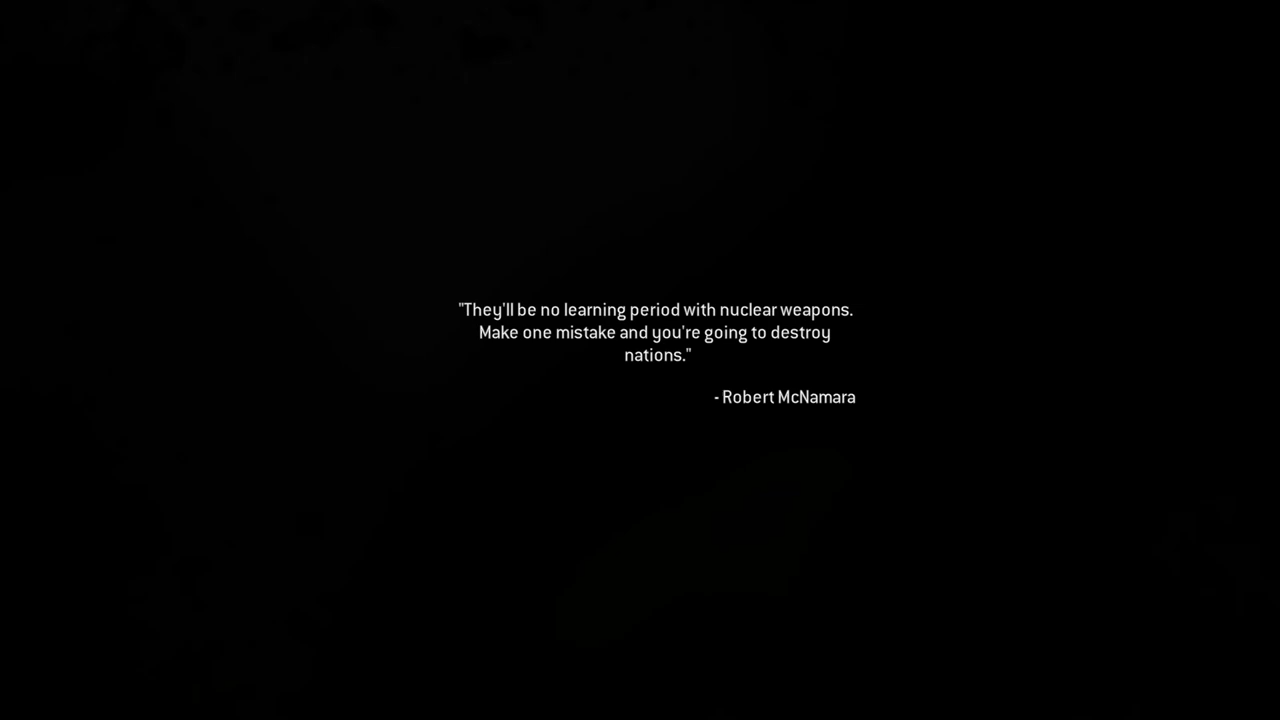 "They'll be no learning period with nuclear weapons.
Make one mistake and you're going to destroy
nations."
- Robert McNamara